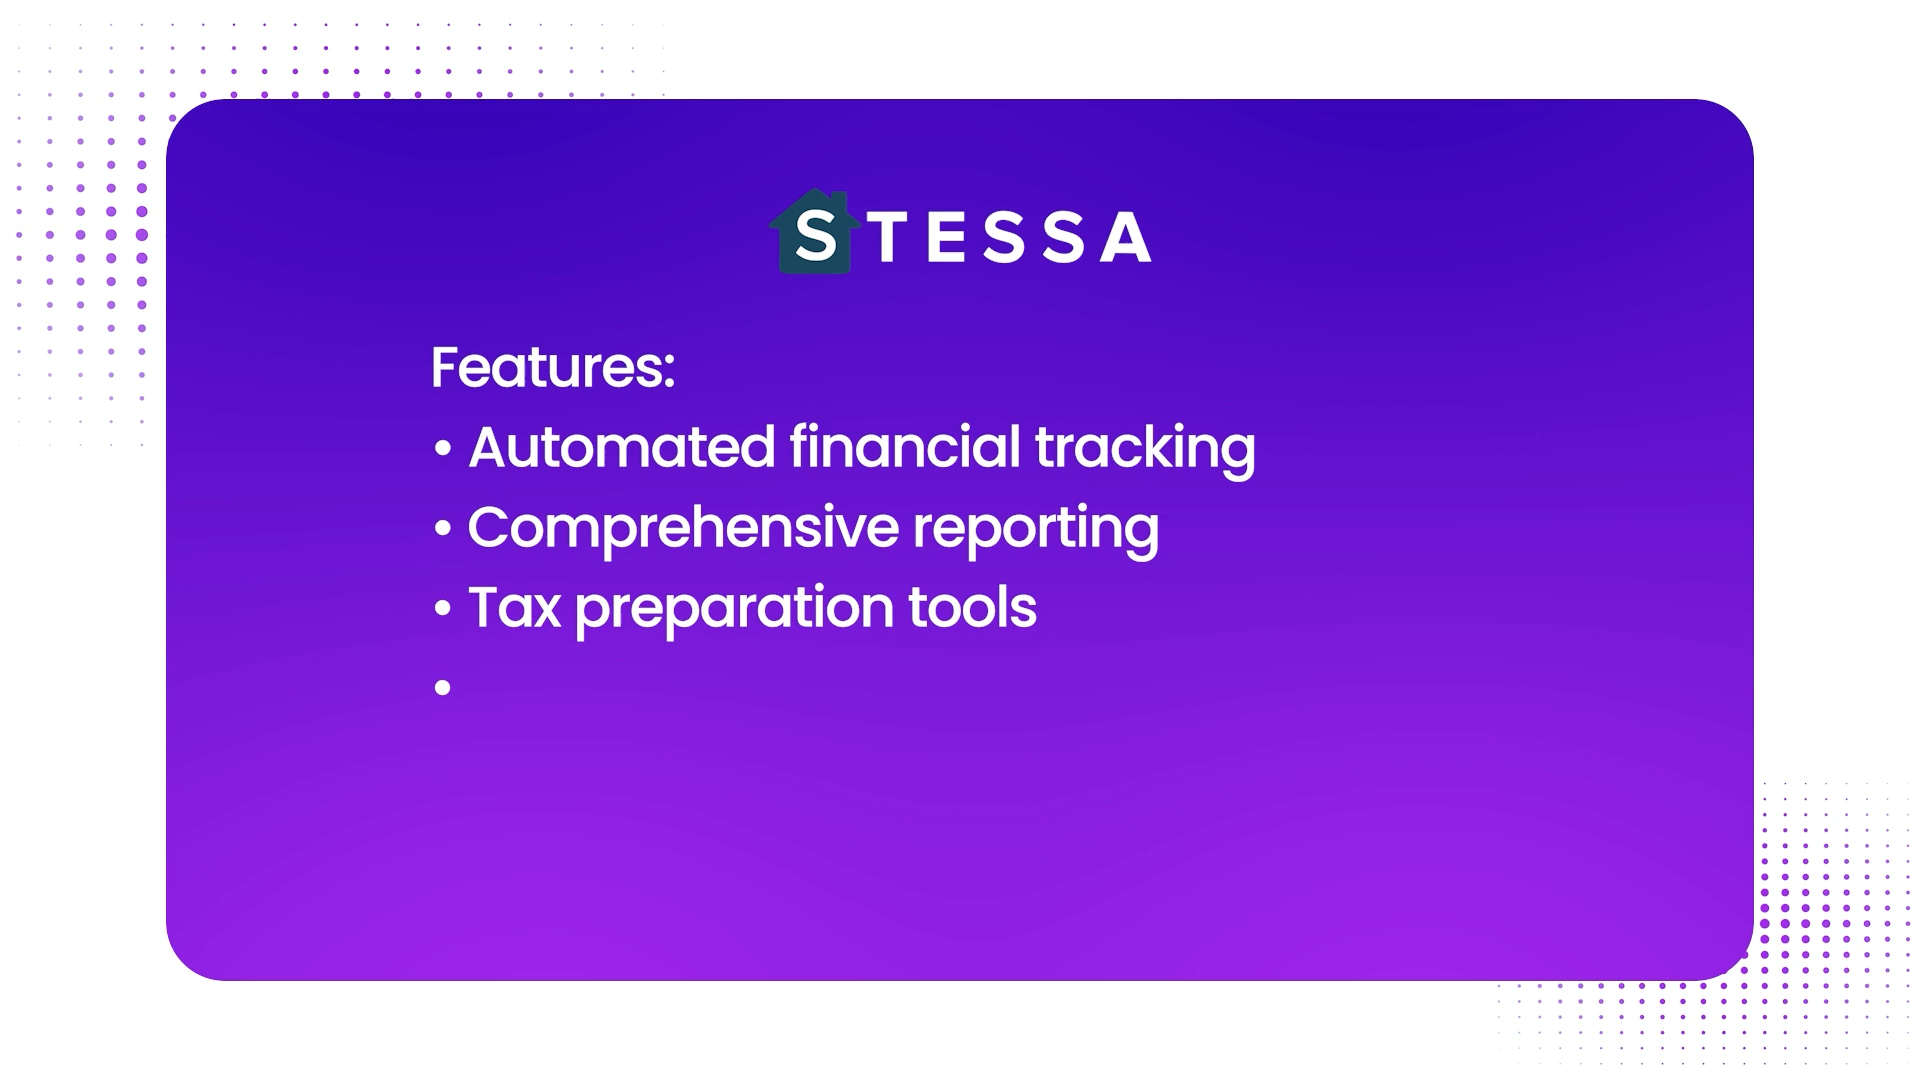 STESSA
Features:
• Automated financial tracking
• Comprehensive reporting
• Tax preparation tools
•